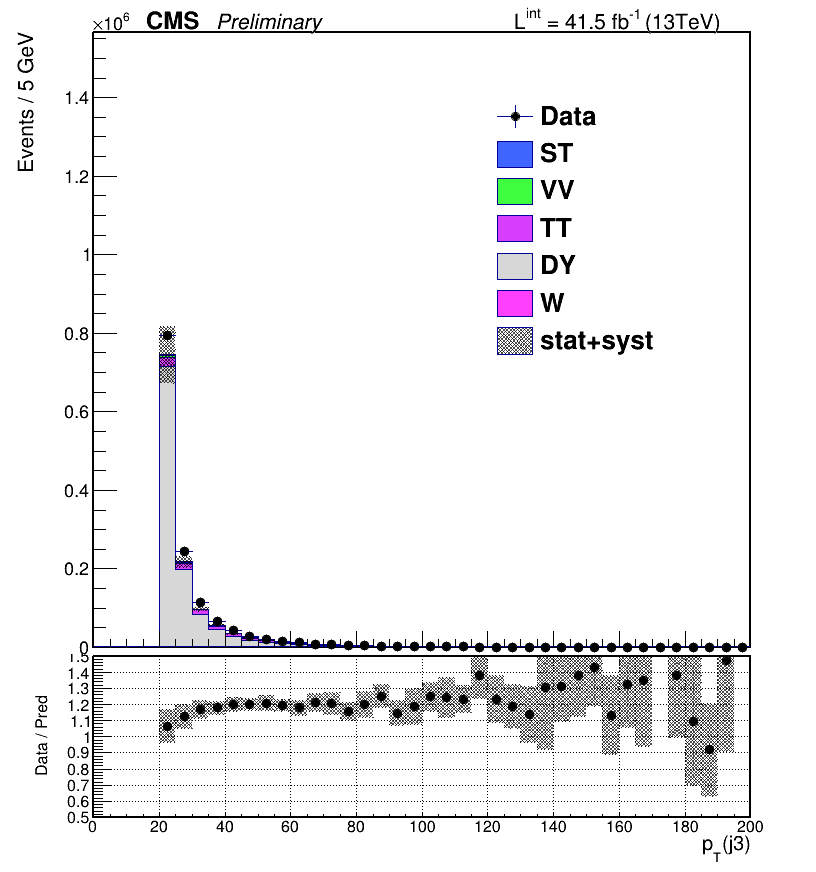 ×10⁶ CMS Preliminary L^int = 41.5 fb⁻¹ (13TeV)
Events / 5 GeV
1.4
1.2
1
0.8
0.6
0.4
0.2
0
Data
ST
VV
TT
DY
W
stat+syst
Data / Pred
1.5
1.4
1.3
1.2
1.1
1
0.9
0.8
0.7
0.6
0.5
0 20 40 60 80 100 120 140 160 180 200
p_T(j3)